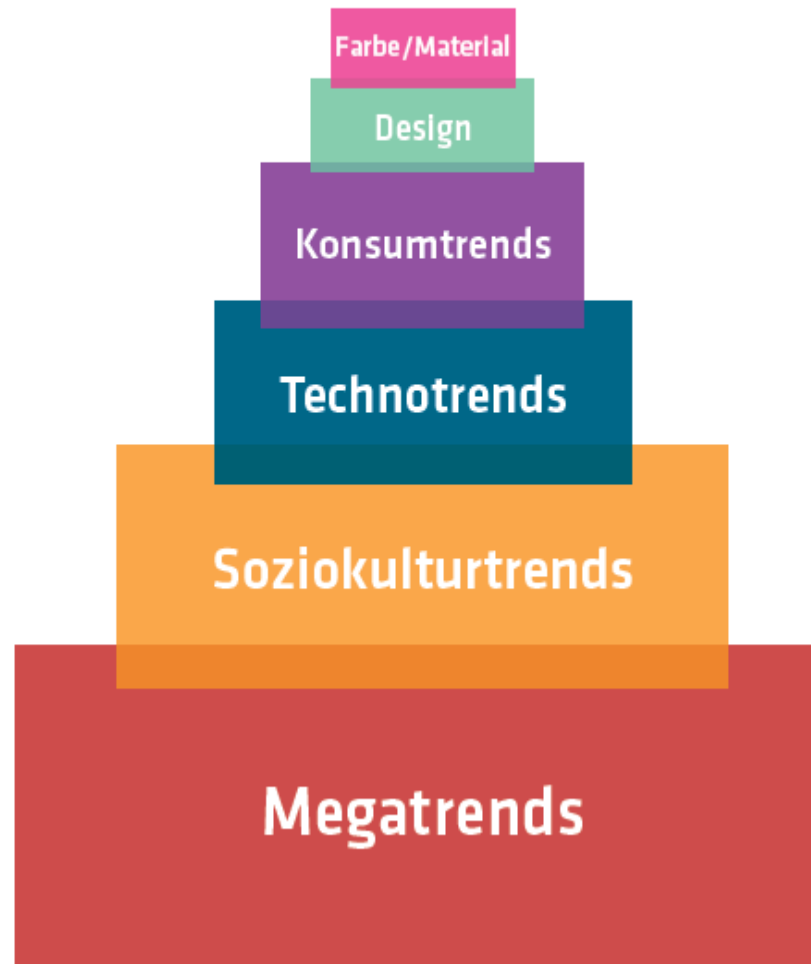 Farbe/Material
Design
Konsumtrends
Technotrends
Soziokulturtrends
Megatrends